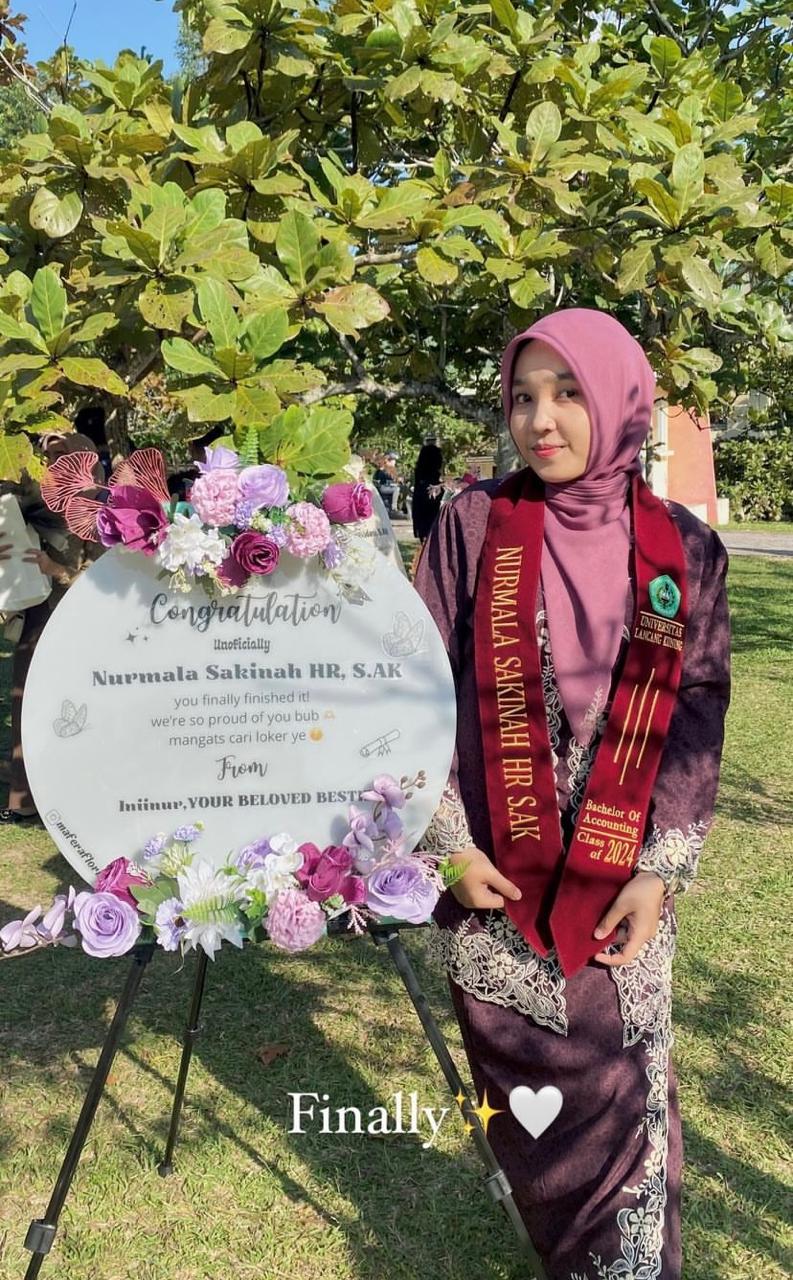 Congratulation
Unoficially
Nurmala Sakinah HR, S.AK
you finally finished it!
we're so proud of you bub 🫶
mangats cari loker ye
From
Iniinur,YOUR BELOVED BESTI
NURMALA SAKINAH HR S.AK
UNIVERSITAS
LANCANG KUNING
Bachelor Of
Accounting
Class
of 2024
Finally✨🤍